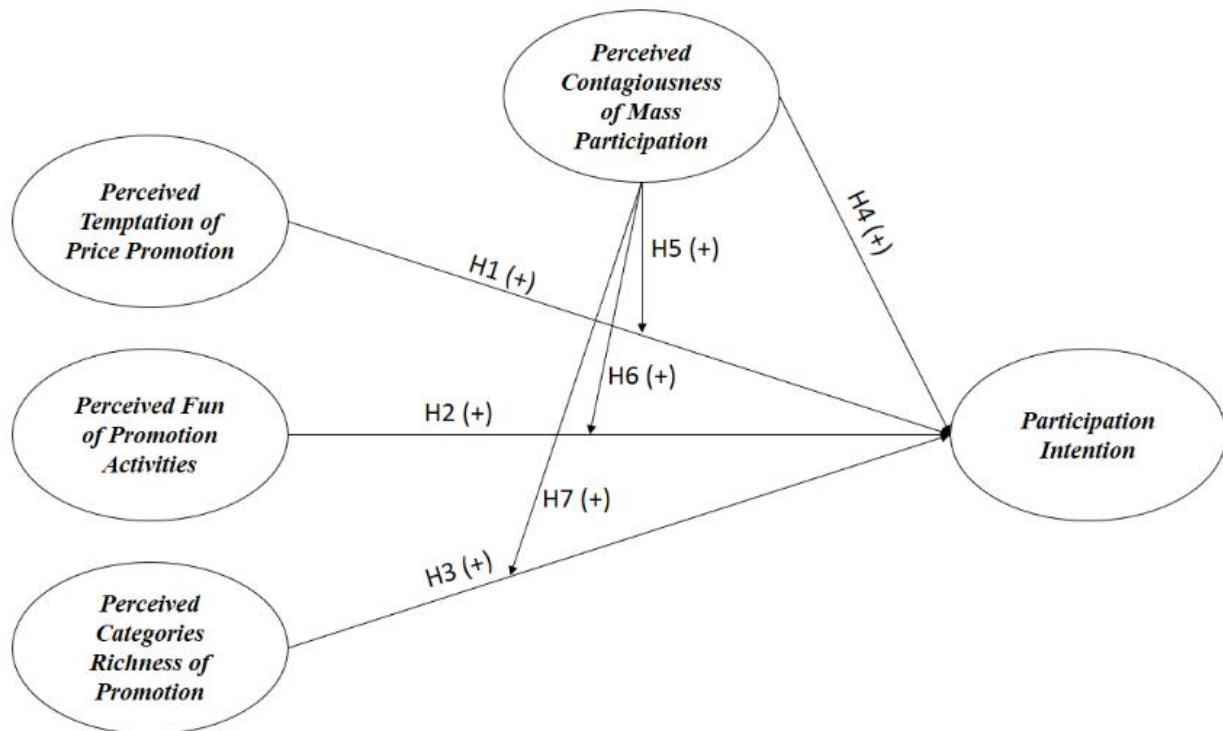 Perceived
Contagiousness
of Mass
Participation
Perceived
Temptation of
Price Promotion
H1 (+)
H5 (+)
H4 (+)
H6 (+)
Perceived Fun
of Promotion
Activities
H2 (+)
Participation
Intention
H7 (+)
H3 (+)
Perceived
Categories
Richness of
Promotion